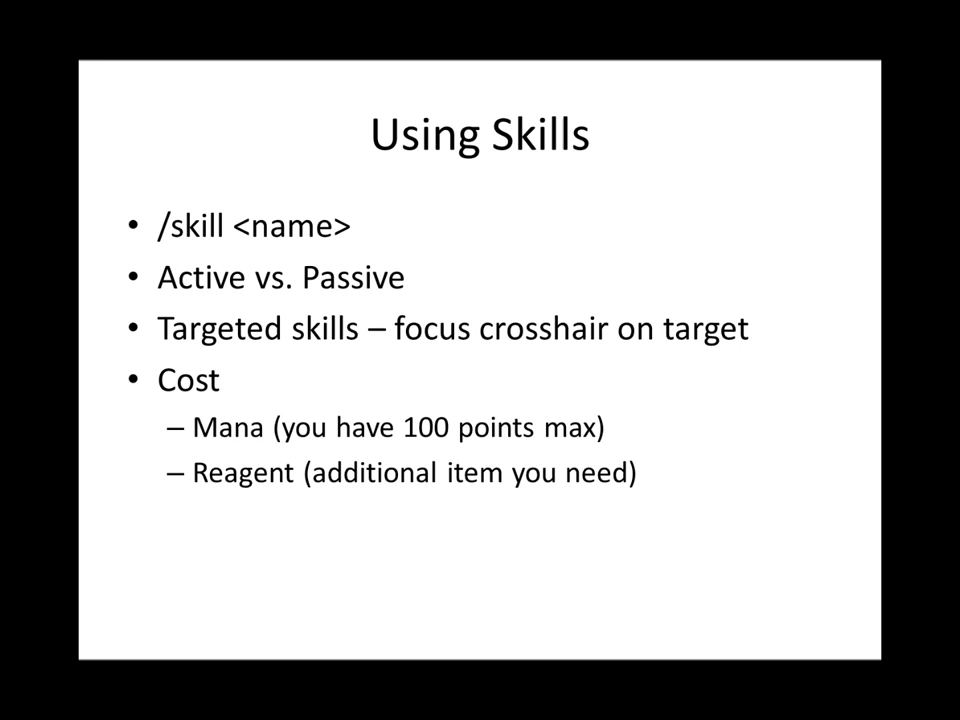 Using Skills
• /skill <name>
• Active vs. Passive
• Targeted skills – focus crosshair on target
• Cost
– Mana (you have 100 points max)
– Reagent (additional item you need)